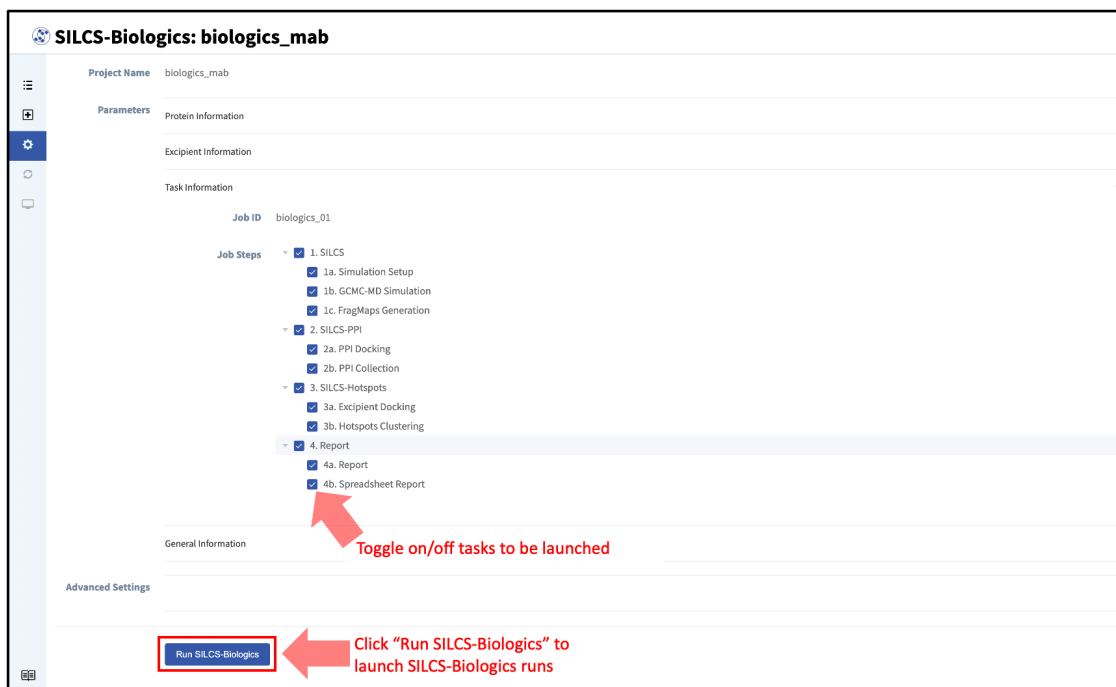 SILCS-Biologics: biologics_mab
Project Name biologics_mab
Parameters Protein Information
Excipient Information
Task Information
Job ID biologics_01
Job Steps 1. SILCS
1a. Simulation Setup
1b. GCMC-MD Simulation
1c. FragMaps Generation
2. SILCS-PPI
2a. PPI Docking
2b. PPI Collection
3. SILCS-Hotspots
3a. Excipient Docking
3b. Hotspots Clustering
4. Report
4a. Report
4b. Spreadsheet Report
General Information
Toggle on/off tasks to be launched
Advanced Settings
Run SILCS-Biologics
Click “Run SILCS-Biologics” to
launch SILCS-Biologics runs